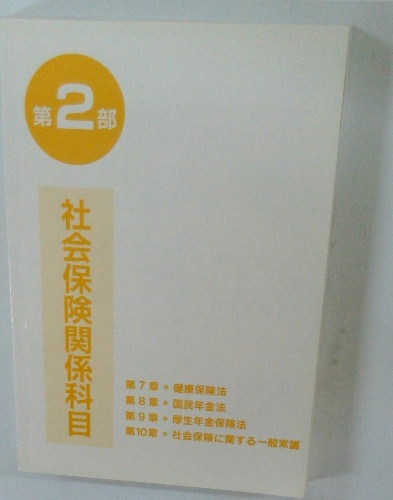 第2部
社会保険関係科目
第7章●健康保険法
第8章●国民年金法
第9章●厚生年金保険法
第10章●社会保険に関する一般常識